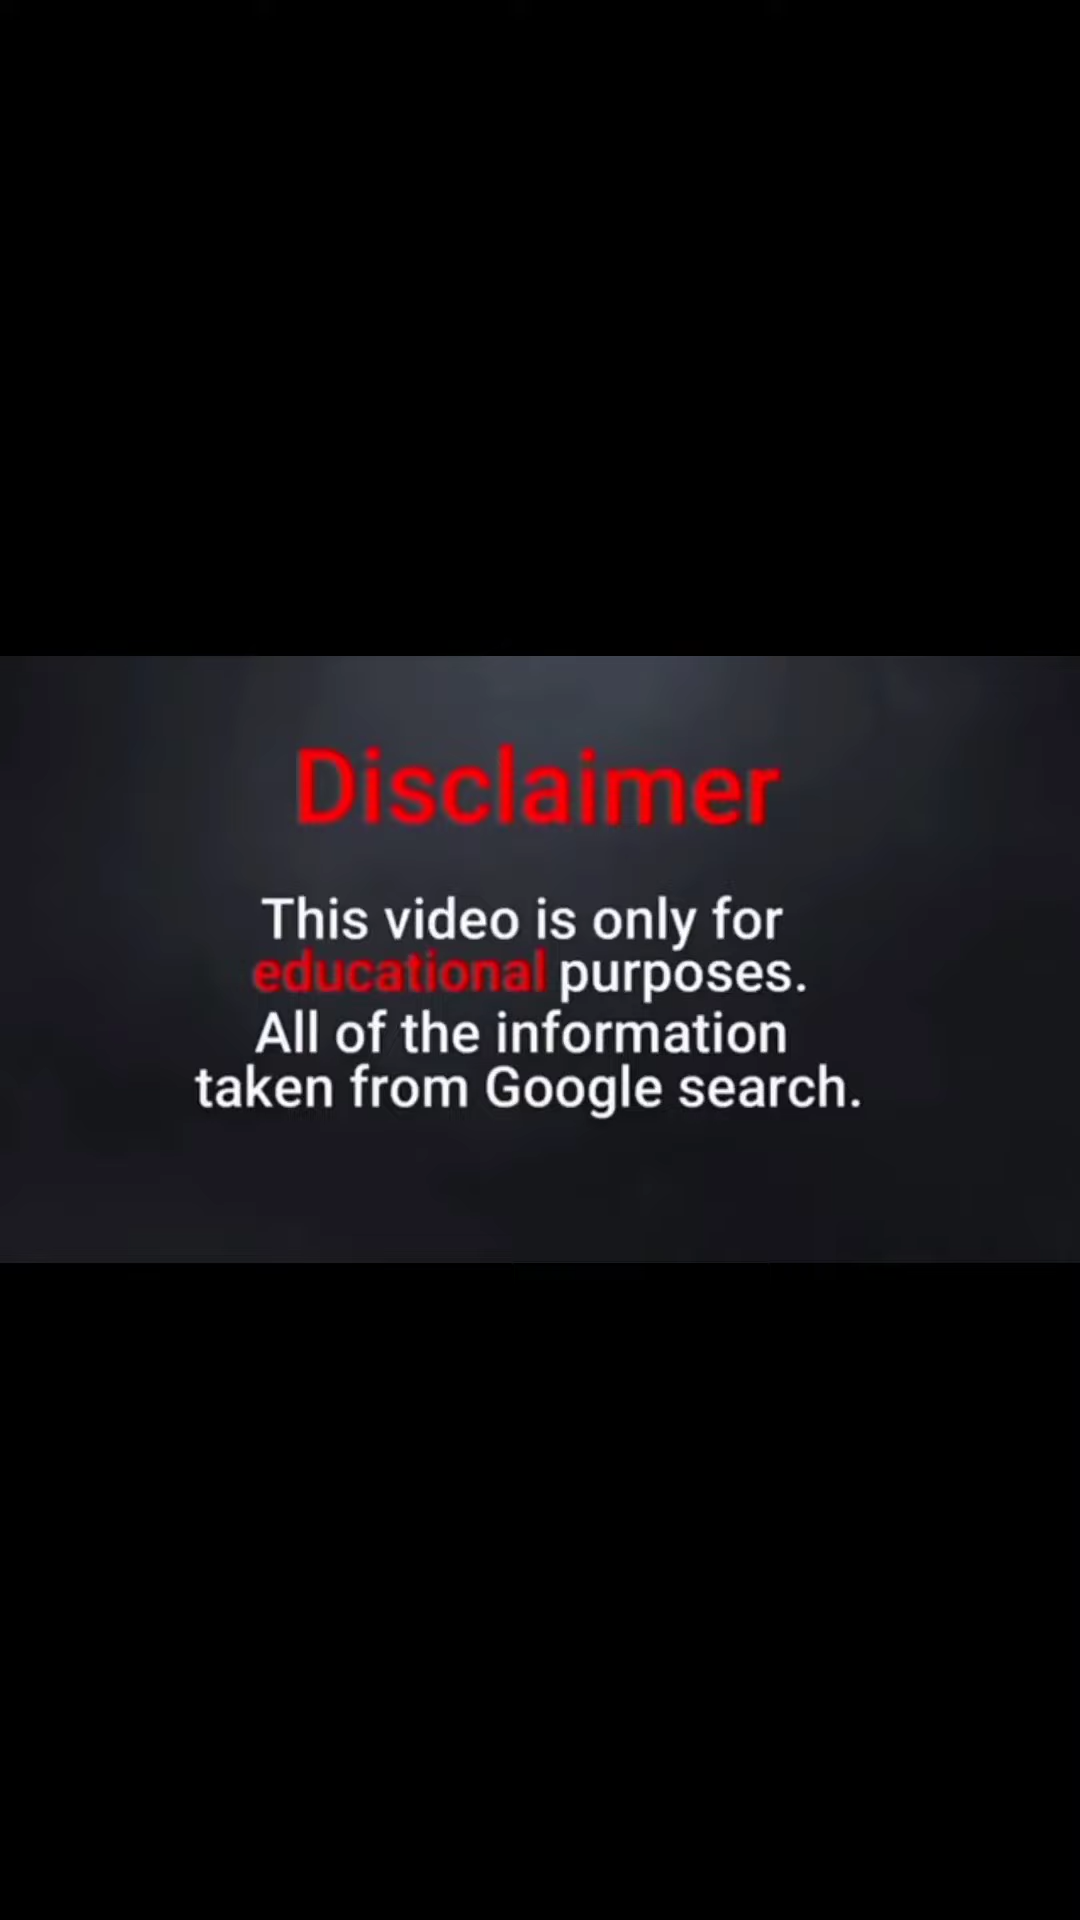 Disclaimer
This video is only for
educational purposes.
All of the information
taken from Google search.